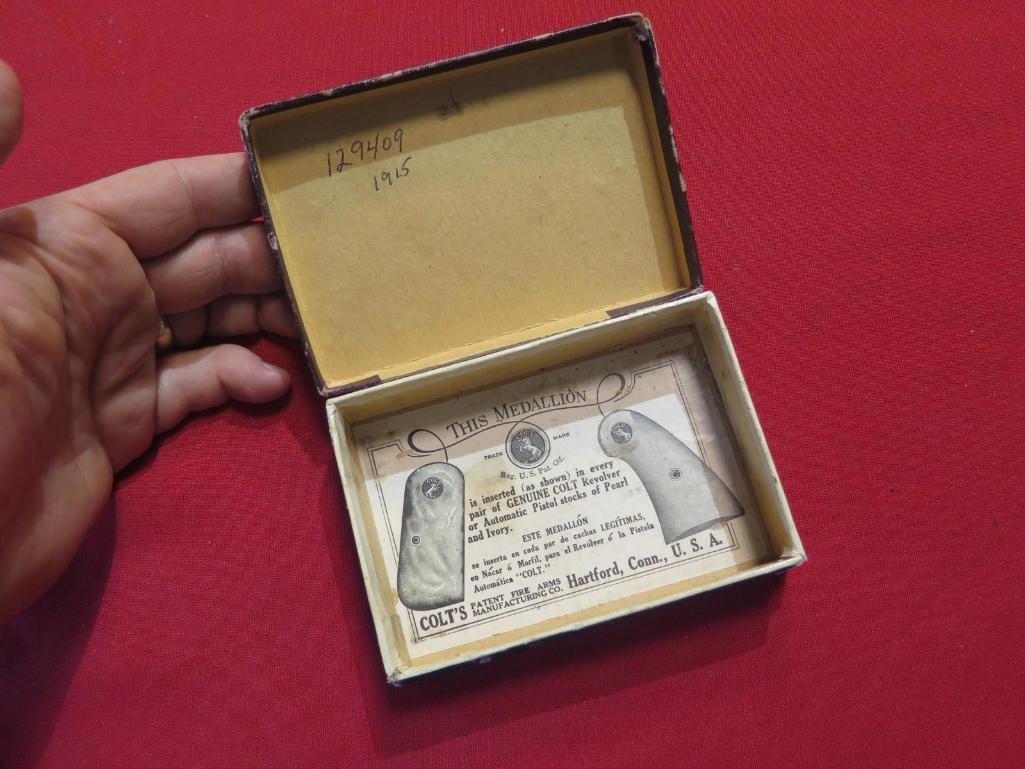 129409
1915
THIS MEDALLION
COLT
TRADE MARK
REG. U. S. PAT. OFF.
is inserted (as shown) in every
pair of GENUINE COLT Revolver
or Automatic Pistol stocks of Pearl
and Ivory.
ESTE MEDALLÓN
se inserta en cada par de cachas LEGÍTIMAS,
en Nácar ó Marfil, para el Revólver ó la Pistola
Automática "COLT."
COLT'S PATENT FIRE ARMS MANUFACTURING CO. Hartford, Conn., U. S. A.